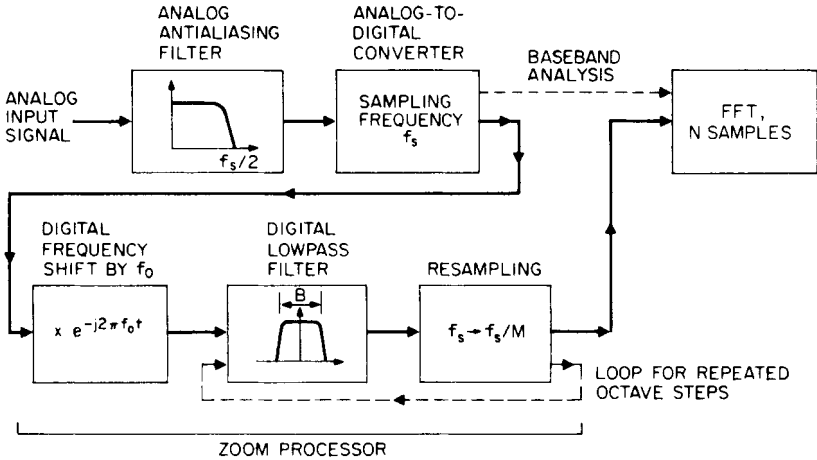 ANALOG
ANTIALIASING
FILTER
ANALOG-TO-
DIGITAL
CONVERTER
BASEBAND
ANALYSIS
ANALOG
INPUT
SIGNAL
f_s/2
SAMPLING
FREQUENCY
f_s
FFT,
N SAMPLES
DIGITAL
FREQUENCY
SHIFT BY f_0
DIGITAL
LOWPASS
FILTER
RESAMPLING
x e^{-j2πf_0t}
B
f_s→f_s/M
LOOP FOR REPEATED
OCTAVE STEPS
ZOOM PROCESSOR